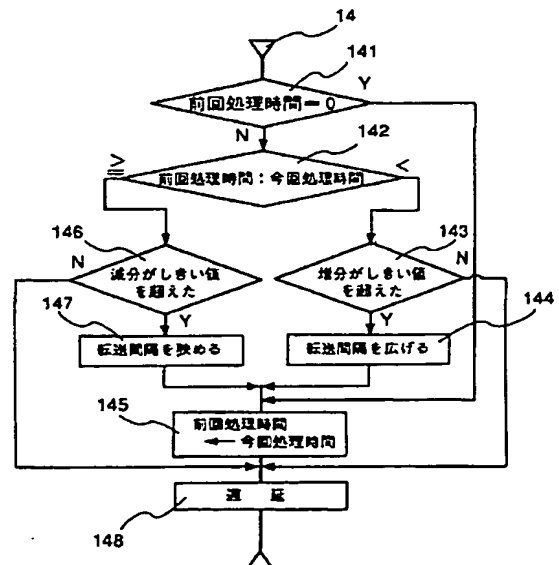 14
141
Y
前回処理時間＝0
N
142
≧
<
前回処理時間：今回処理時間
146
143
N
減分がしきい値
を超えた
増分がしきい値
を超えた
N
147
Y
Y
144
転送間隔を狭める
転送間隔を広げる
145
前回処理時間
← 今回処理時間
遅 延
148